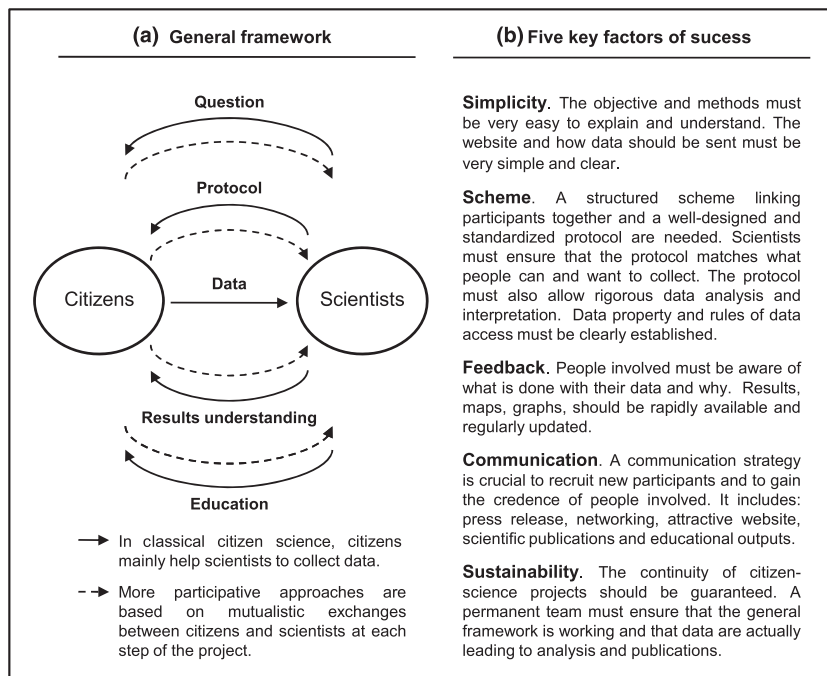 (a) General framework
Question
Protocol
Citizens
Data
Scientists
Results understanding
Education
In classical citizen science, citizens
mainly help scientists to collect data.
More participative approaches are
based on mutualistic exchanges
between citizens and scientists at each
step of the project.
(b) Five key factors of sucess
Simplicity. The objective and methods must
be very easy to explain and understand. The
website and how data should be sent must be
very simple and clear.
Scheme. A structured scheme linking
participants together and a well-designed and
standardized protocol are needed. Scientists
must ensure that the protocol matches what
people can and want to collect. The protocol
must also allow rigorous data analysis and
interpretation. Data property and rules of data
access must be clearly established.
Feedback. People involved must be aware of
what is done with their data and why. Results,
maps, graphs, should be rapidly available and
regularly updated.
Communication. A communication strategy
is crucial to recruit new participants and to gain
the credence of people involved. It includes:
press release, networking, attractive website,
scientific publications and educational outputs.
Sustainability. The continuity of citizen-
science projects should be guaranteed. A
permanent team must ensure that the general
framework is working and that data are actually
leading to analysis and publications.